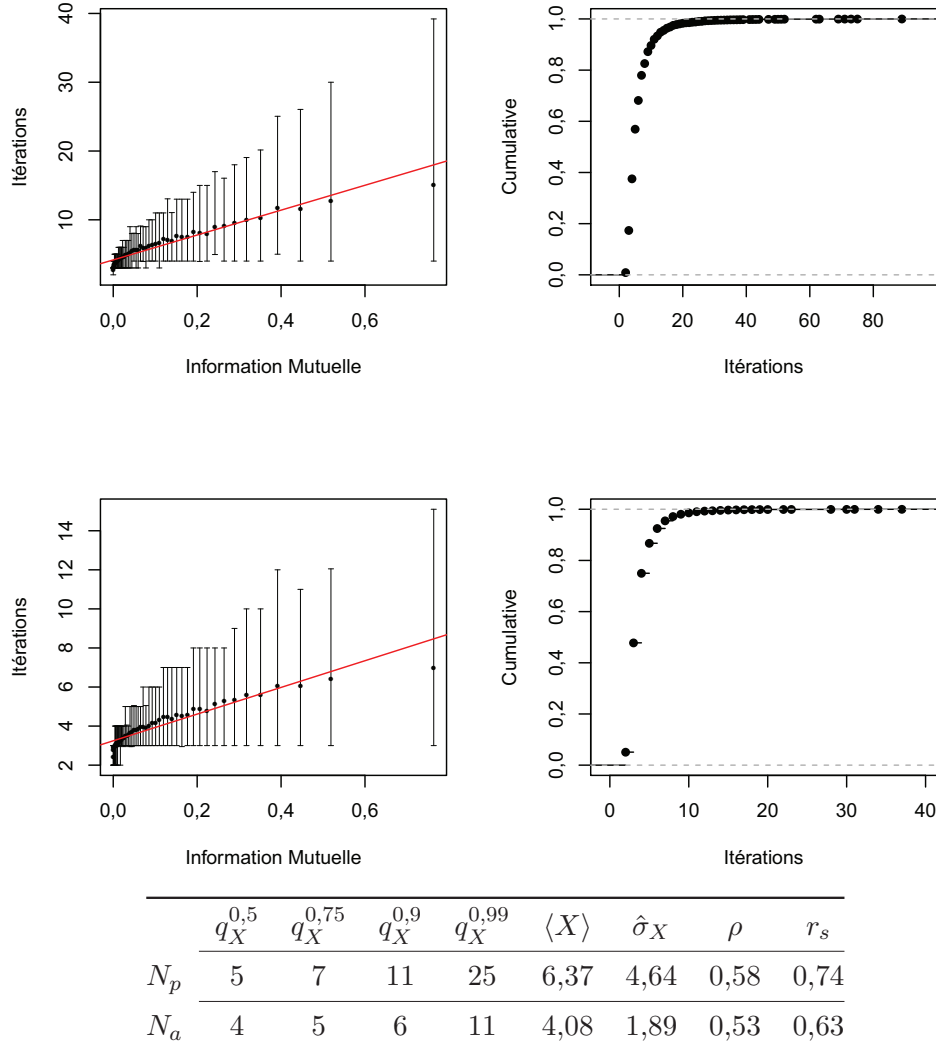 40
30
20
10
Itérations
0,0 0,2 0,4 0,6
Information Mutuelle
1,0
0,8
0,6
0,4
0,2
0,0
Cumulative
0 20 40 60 80
Itérations
14
12
10
8
6
4
2
Itérations
0,0 0,2 0,4 0,6
Information Mutuelle
1,0
0,8
0,6
0,4
0,2
0,0
Cumulative
0 10 20 30 40
Itérations
q_X^{0,5} q_X^{0,75} q_X^{0,9} q_X^{0,99} ⟨X⟩ σ̂_X ρ r_s
N_p 5 7 11 25 6,37 4,64 0,58 0,74
N_a 4 5 6 11 4,08 1,89 0,53 0,63